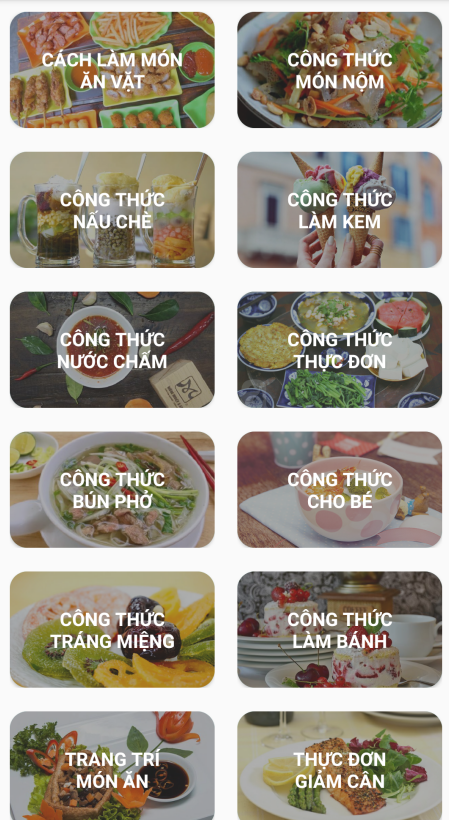 CÁCH LÀM MÓN
ĂN VẶT
CÔNG THỨC
MÓN NỘM
CÔNG THỨC
NẤU CHÈ
CÔNG THỨC
LÀM KEM
CÔNG THỨC
NƯỚC CHẤM
CÔNG THỨC
THỰC ĐƠN
CÔNG THỨC
BÚN PHỞ
CÔNG THỨC
CHO BÉ
CÔNG THỨC
TRÁNG MIỆNG
CÔNG THỨC
LÀM BÁNH
TRANG TRÍ
MÓN ĂN
THỰC ĐƠN
GIẢM CÂN